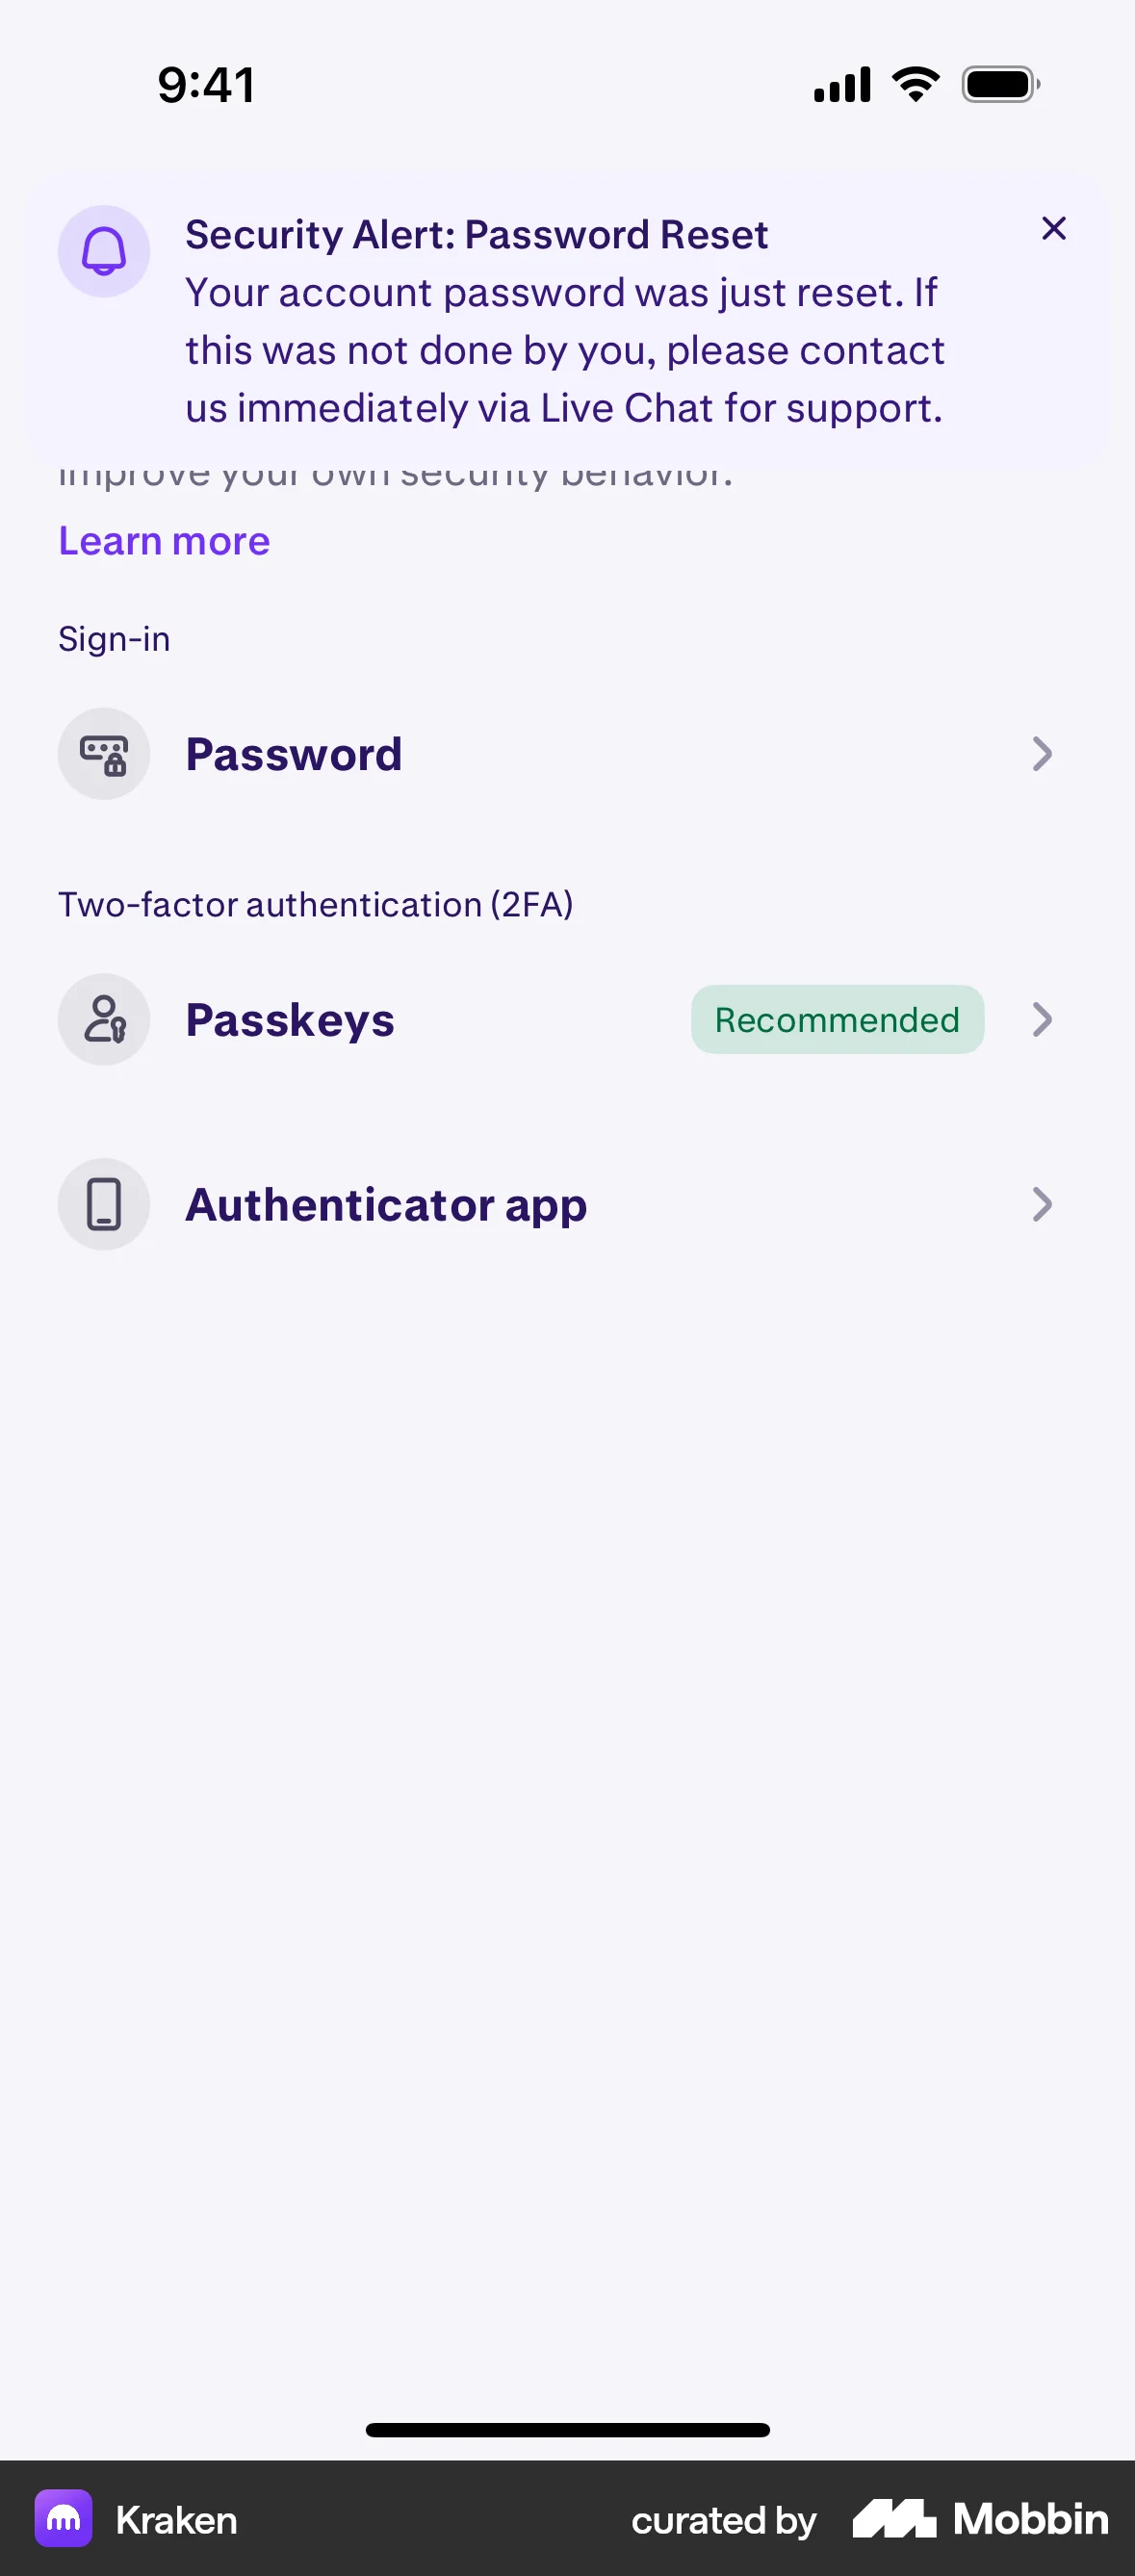 9:41
Security Alert: Password Reset
Your account password was just reset. If
this was not done by you, please contact
us immediately via Live Chat for support.
improve your own security behavior.
Learn more
Sign-in
Password
Two-factor authentication (2FA)
Passkeys
Recommended
Authenticator app
Kraken
curated by Mobbin